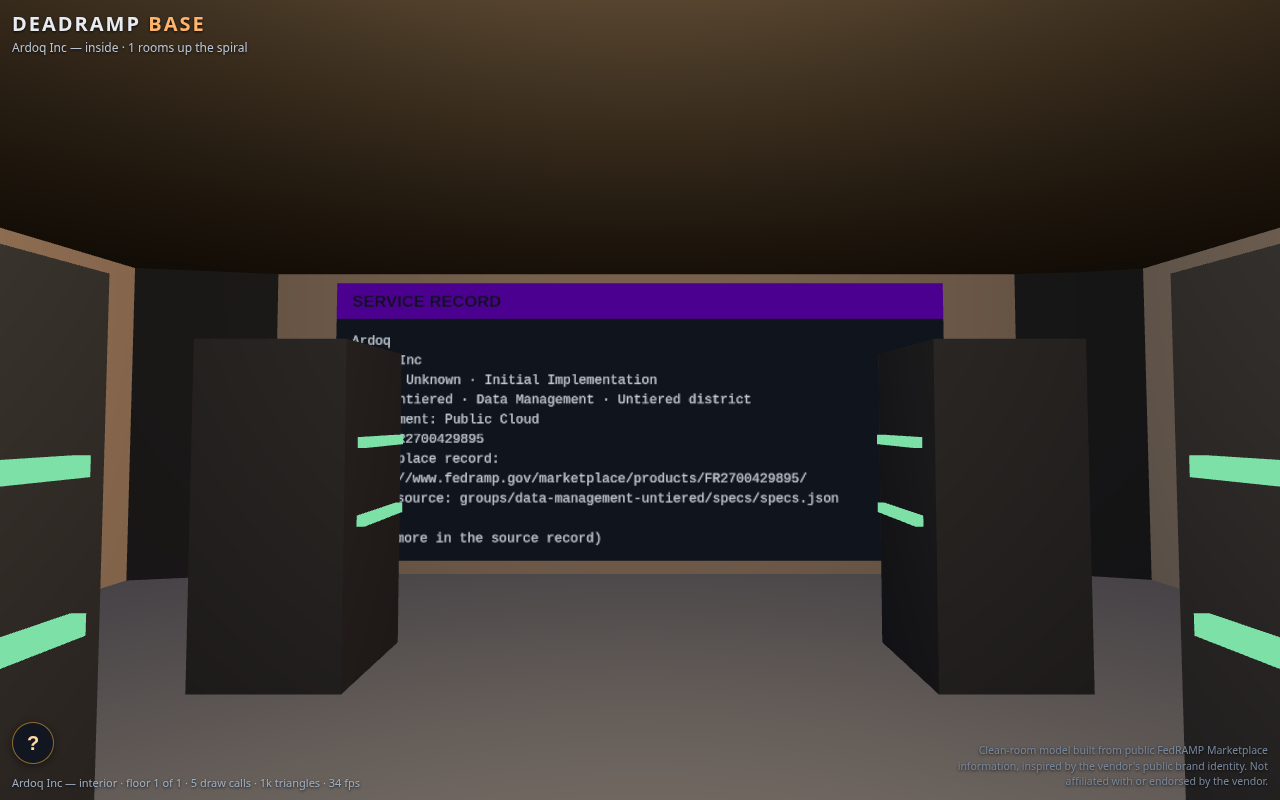 DEADRAMP BASE
Ardoq Inc — inside · 1 rooms up the spiral
SERVICE RECORD
Ardoq
Inc
Unknown · Initial Implementation
ntiered · Data Management · Untiered district
ment: Public Cloud
R2700429895
place record:
//www.fedramp.gov/marketplace/products/FR2700429895/
source: groups/data-management-untiered/specs/specs.json
more in the source record)
?
Clean-room model built from public FedRAMP Marketplace
information, inspired by the vendor's public brand identity. Not
affiliated with or endorsed by the vendor.
Ardoq Inc — interior · floor 1 of 1 · 5 draw calls · 1k triangles · 34 fps